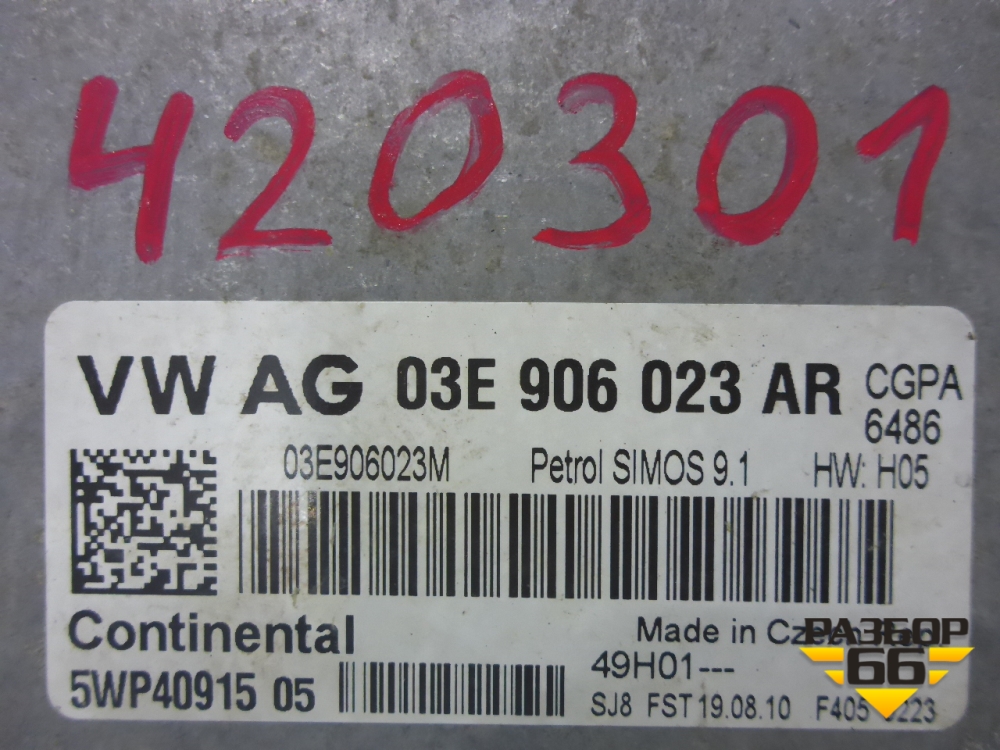 420301
VW AG 03E 906 023 AR CGPA
6486
03E906023M Petrol SIMOS 9.1 HW: H05
Continental
Made in
РАЗБОР
66
5WP40915 05
49H01---
SJ8 FST 19.08.10 F405